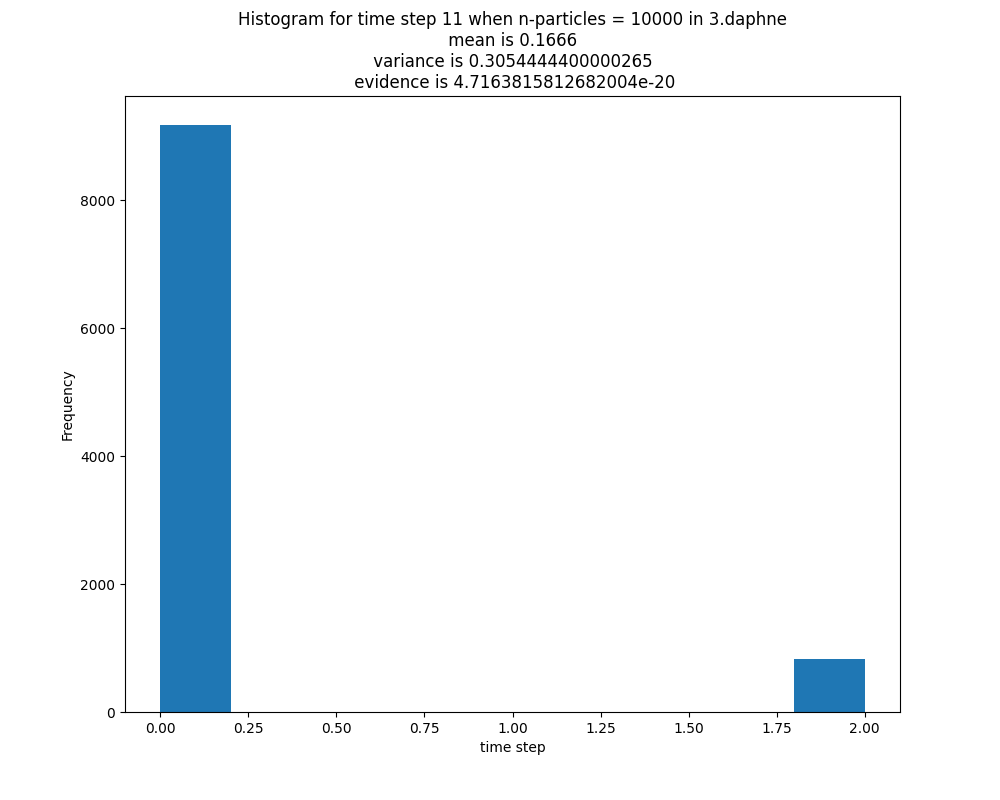 Histogram for time step 11 when n-particles = 10000 in 3.daphne
mean is 0.1666
variance is 0.3054444400000265
evidence is 4.7163815812682004e-20
8000
6000
4000
2000
0
Frequency
0.00 0.25 0.50 0.75 1.00 1.25 1.50 1.75 2.00
time step